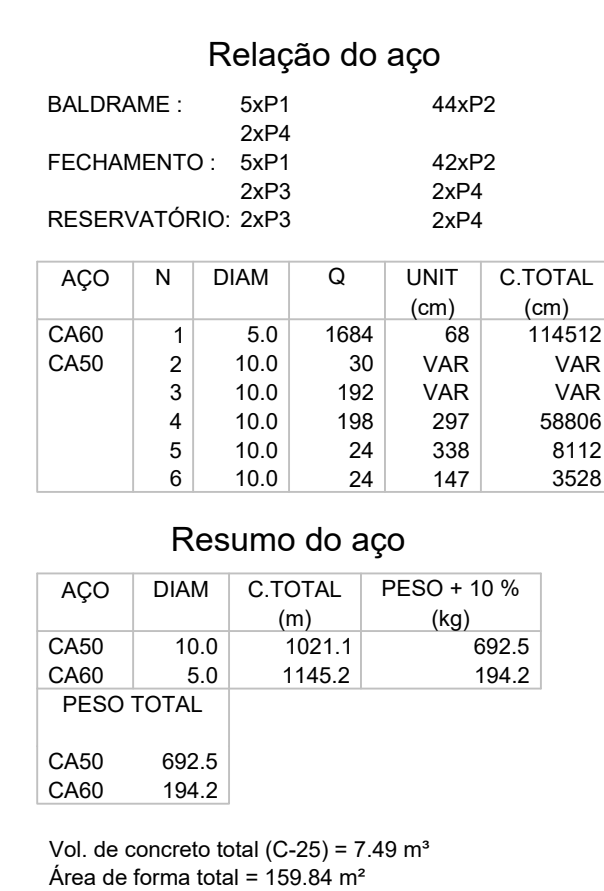 Relação do aço
BALDRAME : 5xP1 44xP2
2xP4
FECHAMENTO : 5xP1 42xP2
2xP3 2xP4
RESERVATÓRIO: 2xP3 2xP4
AÇO N DIAM Q UNIT C.TOTAL
(cm) (cm)
CA60 1 5.0 1684 68 114512
CA50 2 10.0 30 VAR VAR
3 10.0 192 VAR VAR
4 10.0 198 297 58806
5 10.0 24 338 8112
6 10.0 24 147 3528
Resumo do aço
AÇO DIAM C.TOTAL PESO + 10 %
(m) (kg)
CA50 10.0 1021.1 692.5
CA60 5.0 1145.2 194.2
PESO TOTAL
CA50 692.5
CA60 194.2
Vol. de concreto total (C-25) = 7.49 m³
Área de forma total = 159.84 m²